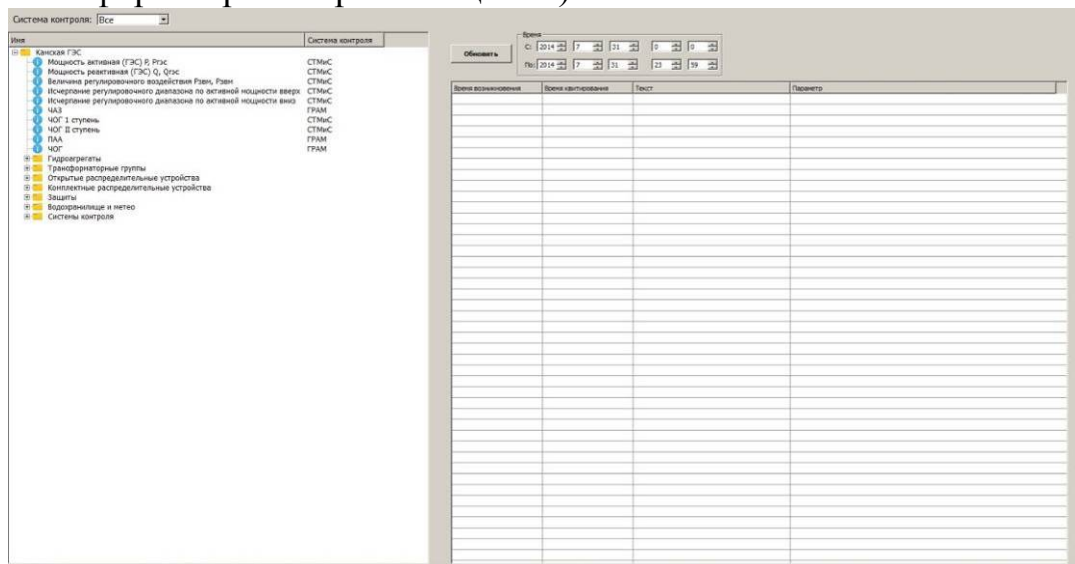 Система контроля: Все
Имя Система контроля
Канская ГЭС
Мощность активная (ГЭС) P, Pгэс СТМиС
Мощность реактивная (ГЭС) Q, Qгэс СТМиС
Величина регулировочного воздействия Pзвм, Pзвн СТМиС
Исчерпание регулировочного диапазона по активной мощности вверх СТМиС
Исчерпание регулировочного диапазона по активной мощности вниз СТМиС
ЧАЗ ГРАМ
ЧОГ I ступень СТМиС
ЧОГ II ступень СТМиС
ПАА ГРАМ
ЧОГ ГРАМ
Гидроагрегаты
Трансформаторные группы
Открытые распределительные устройства
Комплектные распределительные устройства
Защиты
Водохранилище и метео
Системы контроля
Обновить
Время
С: 2014 7 31 0 0
По: 2014 7 31 23 59
Время возникновения Время квитирования Текст Параметр